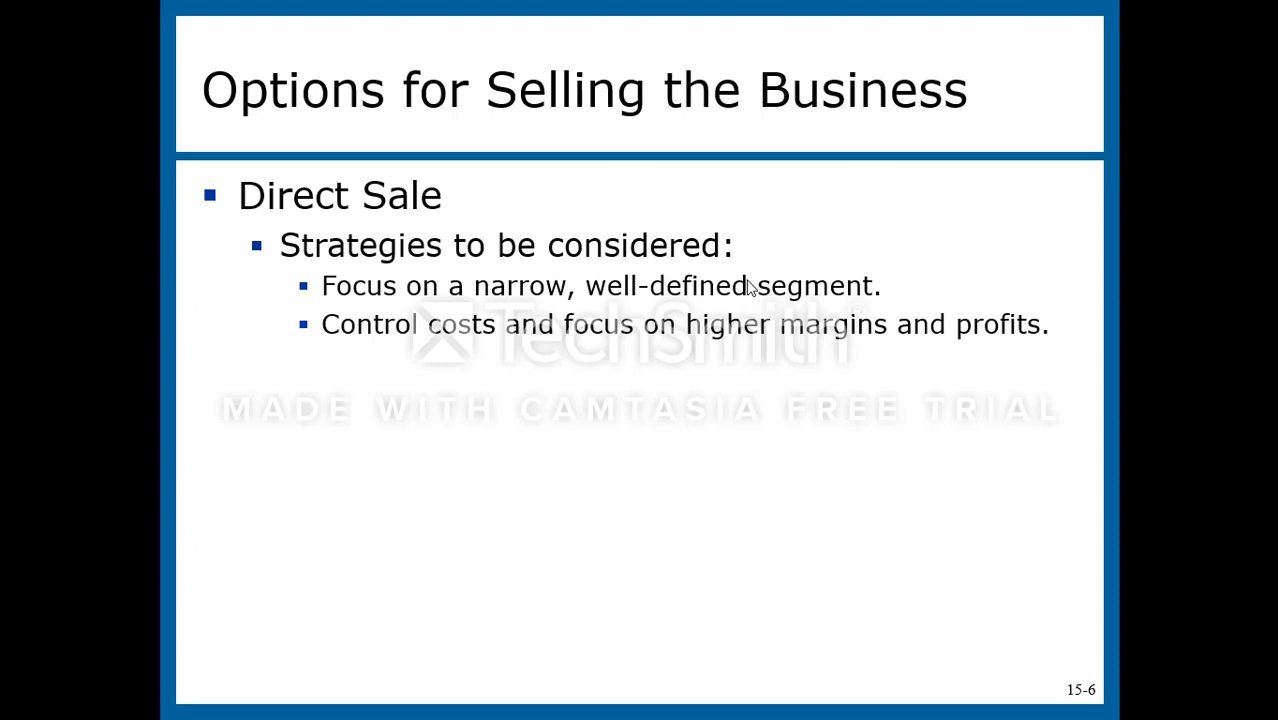 Options for Selling the Business
Direct Sale
Strategies to be considered:
Focus on a narrow, well-defined segment.
Control costs and focus on higher margins and profits.
TechSmith
MADE WITH CAMTASIA FREE TRIAL
15-6